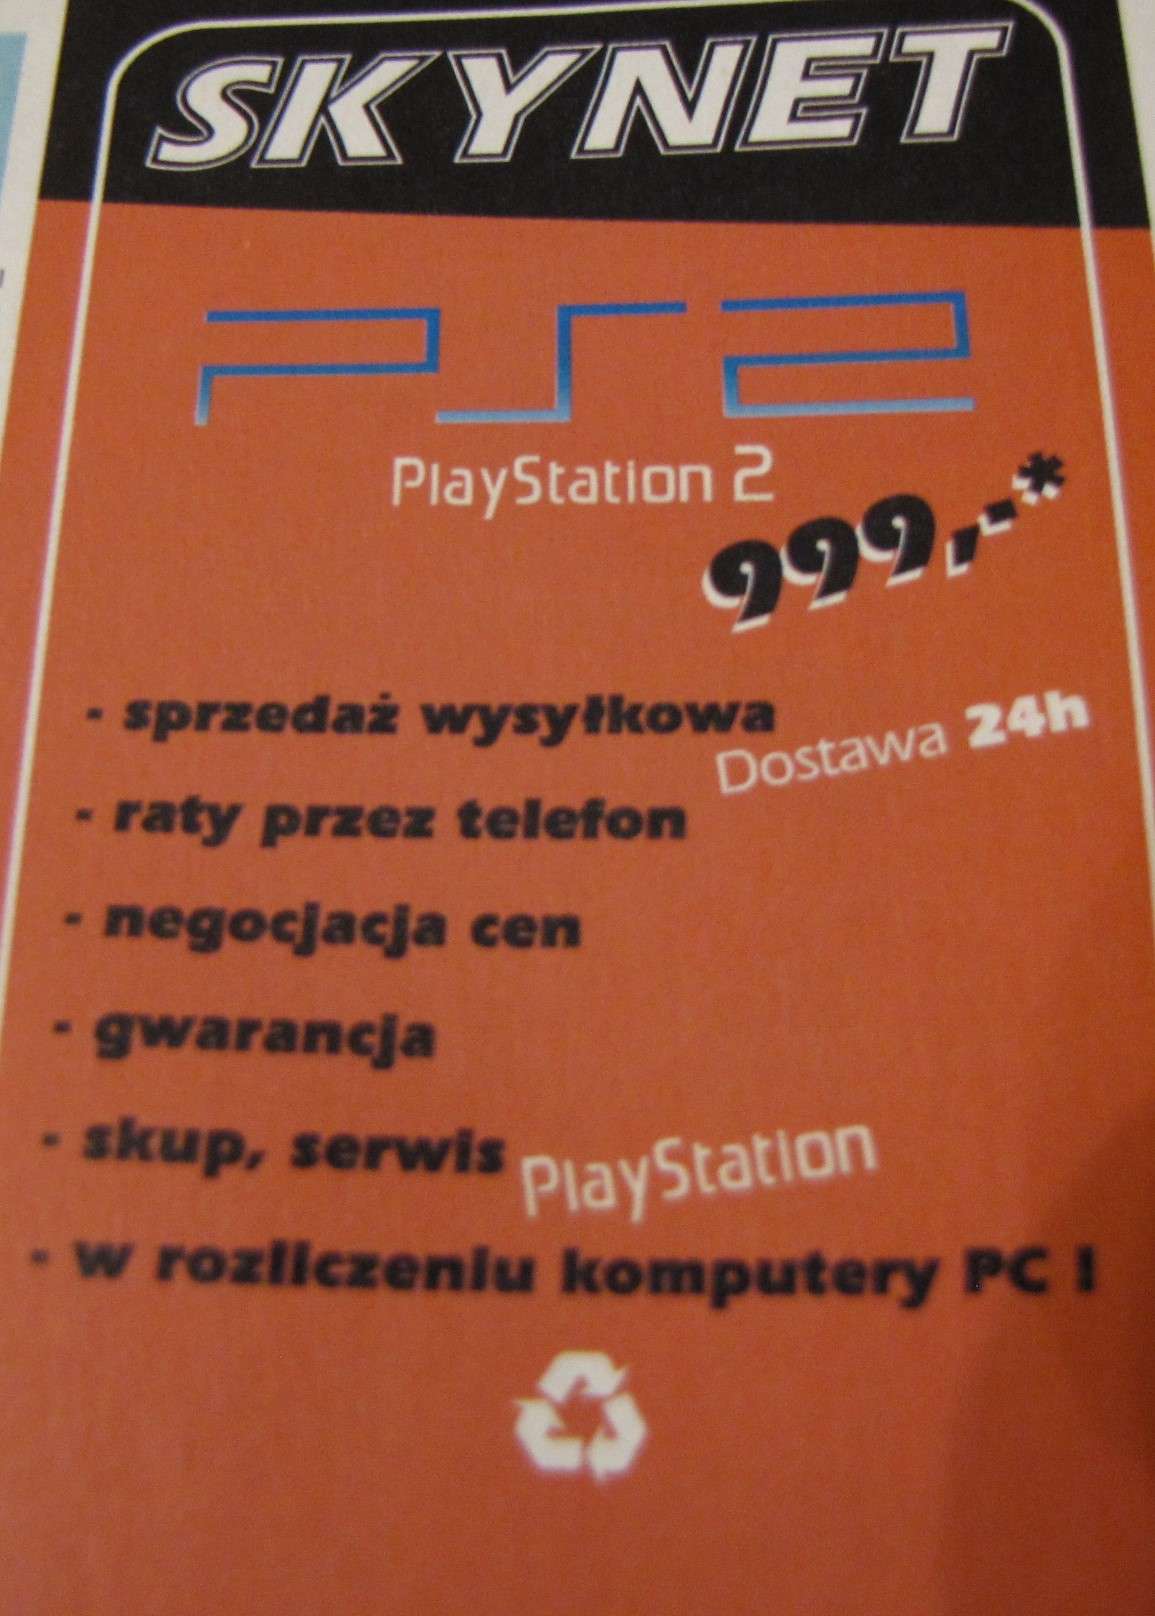 SKYNET
PS2
PlayStation 2
999,-*
- sprzedaż wysyłkowa
Dostawa 24h
- raty przez telefon
- negocjacja cen
- gwarancja
- skup, serwis PlayStation
- w rozliczeniu komputery PC !